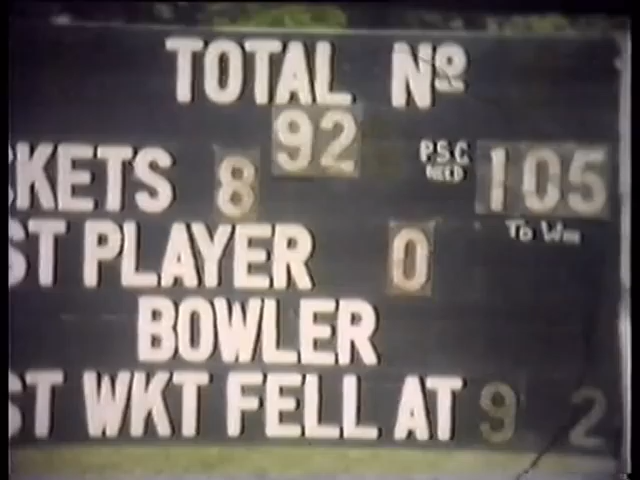 TOTAL Nº
92
KETS 8
P.S.C. NEED 105
To Win
ST PLAYER 0
BOWLER
ST WKT FELL AT 9 2